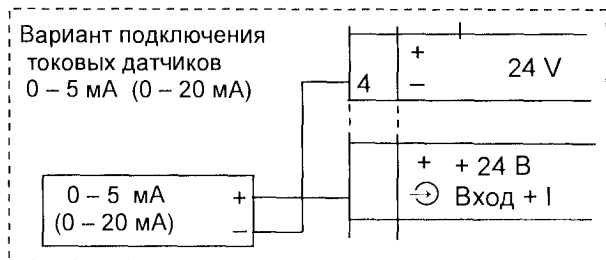 Вариант подключения
токовых датчиков
0 – 5 мА (0 – 20 мА)
+
4 – 24 V
+ + 24 В
Вход + I
0 – 5 мА +
(0 – 20 мА) –